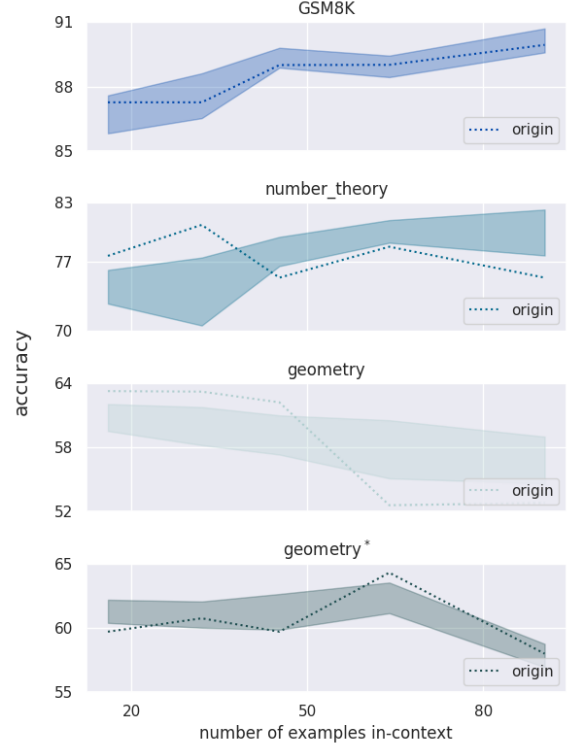 GSM8K
91
88
85
origin
number_theory
83
77
70
origin
geometry
64
58
52
origin
geometry*
65
60
55
origin
20
50
80
number of examples in-context
accuracy